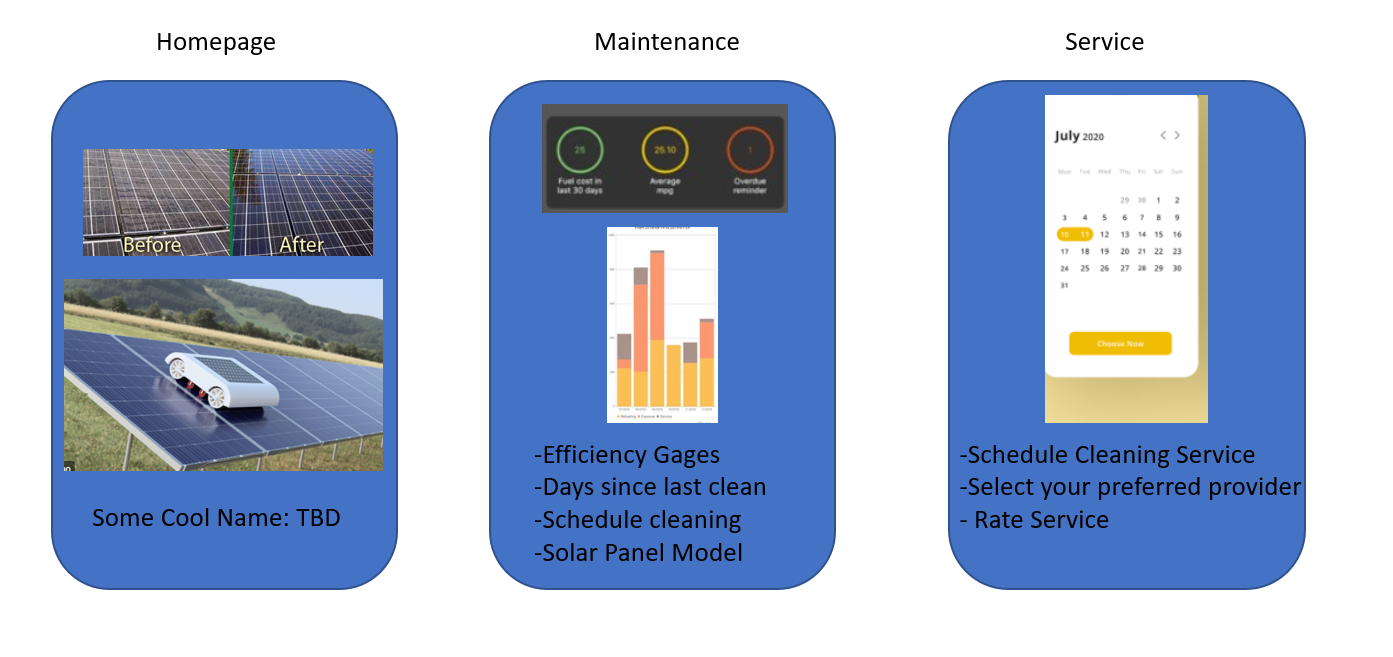 Homepage
Maintenance
Service
Before
After
Some Cool Name: TBD
25
25.10
1
Fuel cost in
last 30 days
Average
mpg
Overdue
reminder
Refueling Expense Service
-Efficiency Gages
-Days since last clean
-Schedule cleaning
-Solar Panel Model
July 2020
Mon Tue Wed Thu Fri Sat Sun
29 30 1 2
3 4 5 6 7 8 9
10 11 12 13 14 15 16
17 18 19 20 21 22 23
24 25 26 27 28 29 30
31
Choose Now
-Schedule Cleaning Service
-Select your preferred provider
- Rate Service